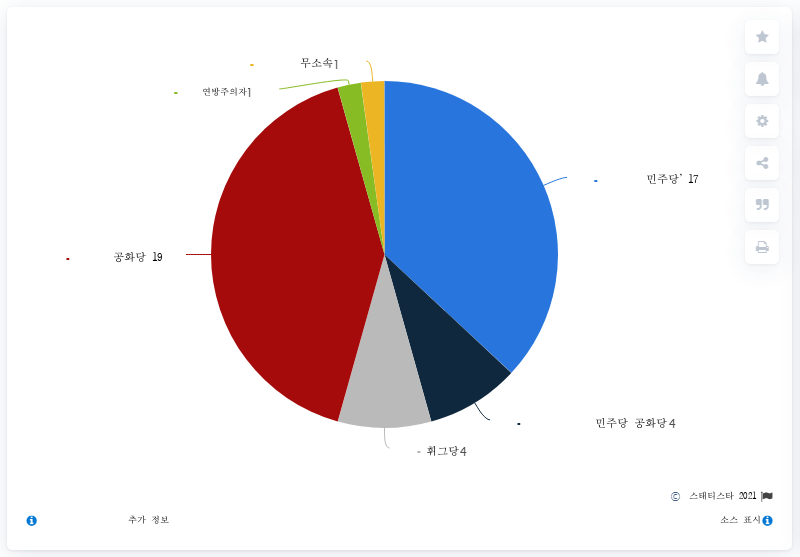 무소속1
연방주의자1
민주당` 17
공화당 19
민주당 공화당4
- 휘그당4
© 스태티스타 2021
추가 정보
소스 표시